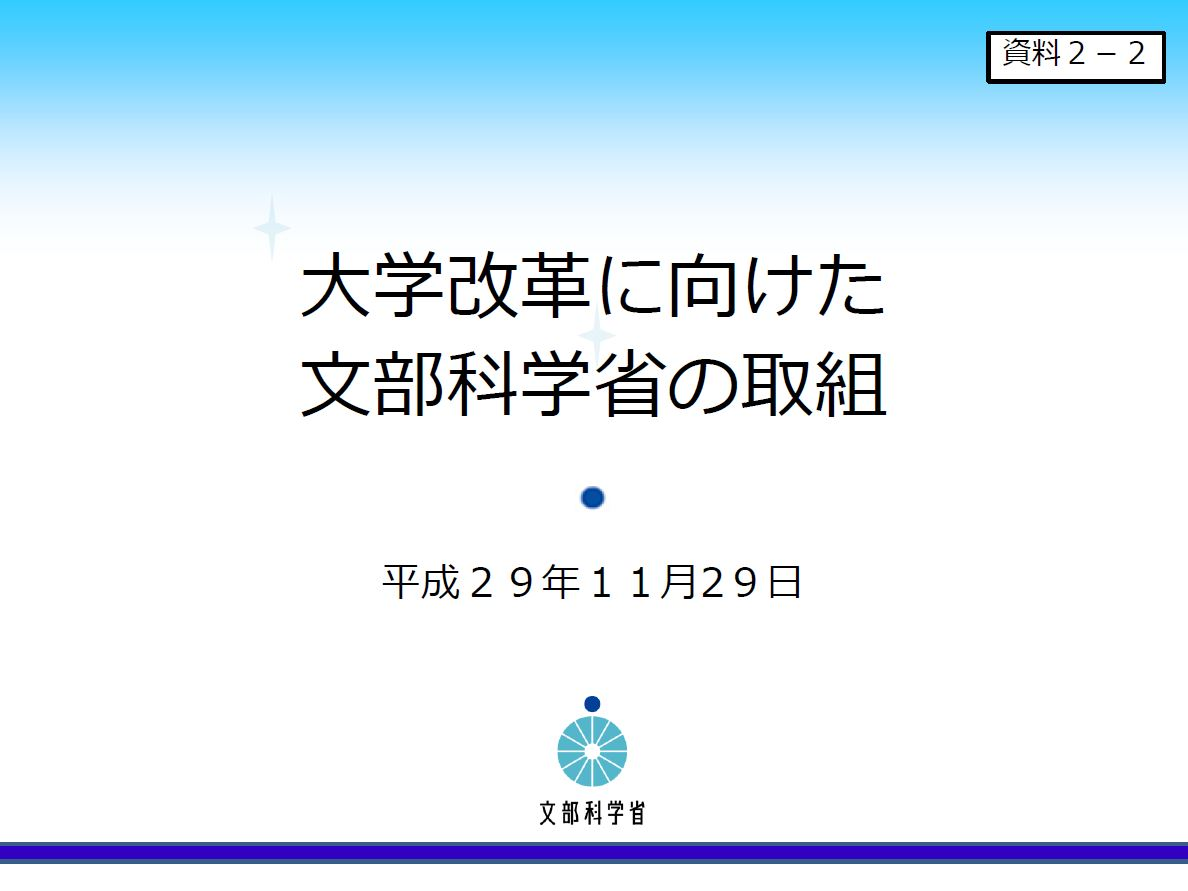 資料２－２
大学改革に向けた
文部科学省の取組
平成２９年１１月2９日
文部科学省